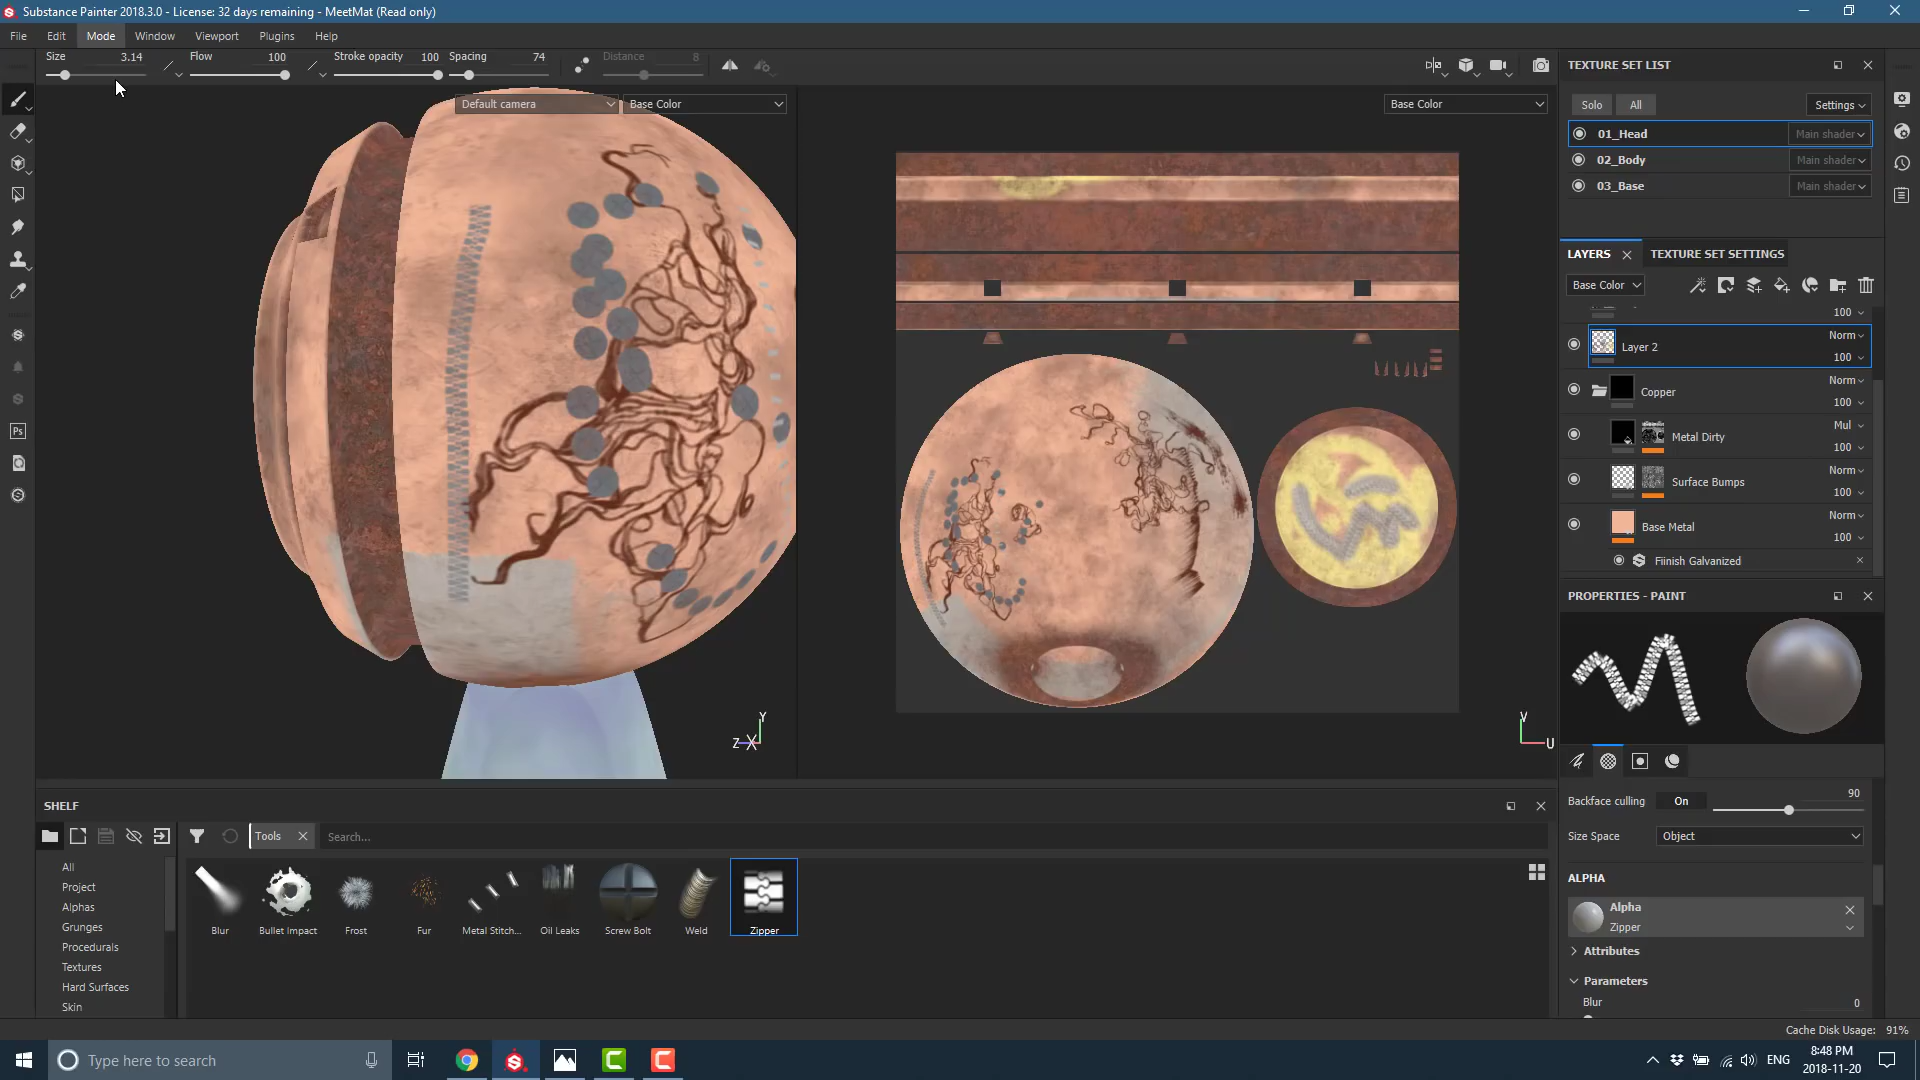 Substance Painter 2018.3.0 - License: 32 days remaining - MeetMat (Read only)
File Edit Mode Window Viewport Plugins Help
Size 3.14 Flow 100 Stroke opacity 100 Spacing 74 Distance 8
Default camera Base Color Base Color
TEXTURE SET LIST
Solo All Settings
01_Head Main shader
02_Body Main shader
03_Base Main shader
LAYERS TEXTURE SET SETTINGS
Base Color
100
Layer 2 Norm
100
Copper Norm
100
Metal Dirty Mul
100
Surface Bumps Norm
100
Base Metal Norm
100
Fiinish Galvanized
PROPERTIES - PAINT
Backface culling On 90
Size Space Object
ALPHA
Alpha
Zipper
Attributes
Parameters
Blur 0
Z X Y
V U
SHELF
Tools Search...
All
Project
Alphas
Grunges
Procedurals
Textures
Hard Surfaces
Skin
Blur Bullet Impact Frost Fur Metal Stitch... Oil Leaks Screw Bolt Weld Zipper
Ps
Cache Disk Usage: 91%
Type here to search
ENG
8:48 PM
2018-11-20